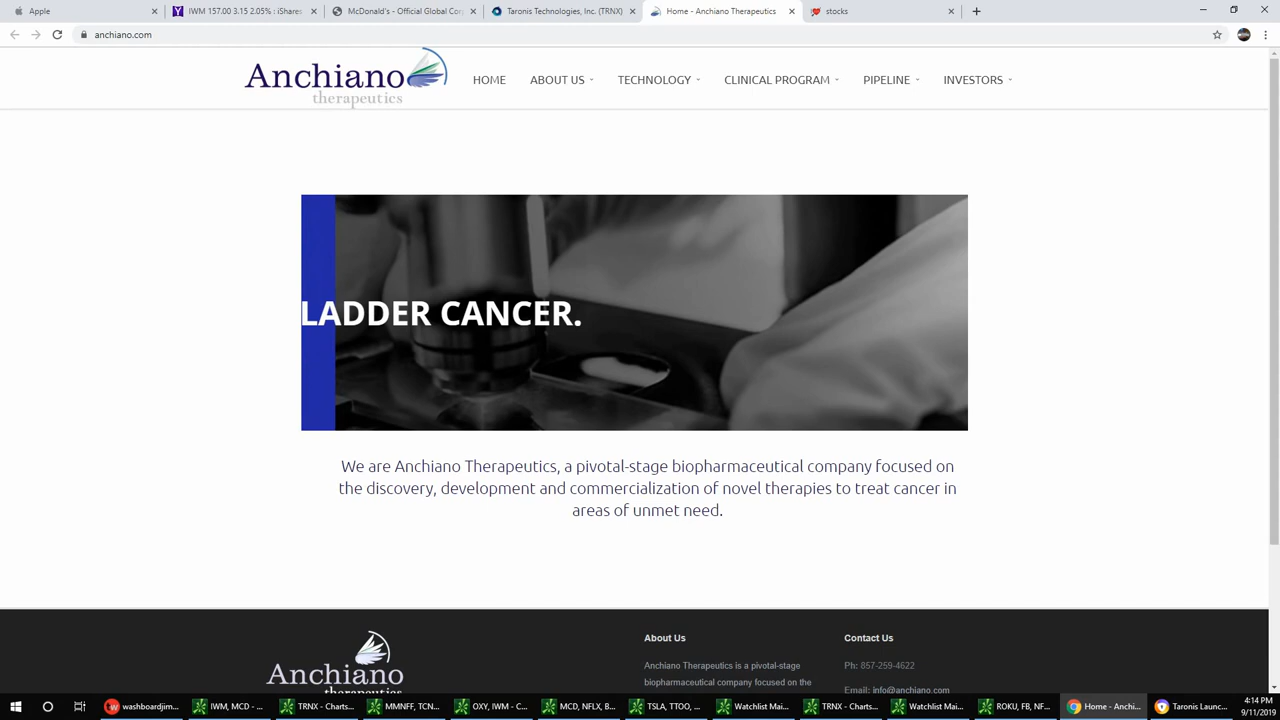 Apple
IWM 157.00 3.15 2.05% : iShares
McDonald's - Official Global Cor
Taronis Technologies, Inc. (TRNX)
Home - Anchiano Therapeutics
stocks
anchiano.com
Anchiano
therapeutics
HOME
ABOUT US
TECHNOLOGY
CLINICAL PROGRAM
PIPELINE
INVESTORS
LADDER CANCER.
We are Anchiano Therapeutics, a pivotal-stage biopharmaceutical company focused on
the discovery, development and commercialization of novel therapies to treat cancer in
areas of unmet need.
Anchiano
therapeutics
About Us
Anchiano Therapeutics is a pivotal-stage
biopharmaceutical company focused on the
Contact Us
Ph: 857-259-4622
Email: info@anchiano.com
washboardjim...
IWM, MCD - ...
TRNX - Charts...
MMNFF, TCN...
OXY, IWM - C...
MCD, NFLX, B...
TSLA, TTOO, ...
Watchlist Mai...
TRNX - Charts...
Watchlist Mai...
ROKU, FB, NF...
Home - Anchi...
Taronis Launc...
4:14 PM
9/11/2019